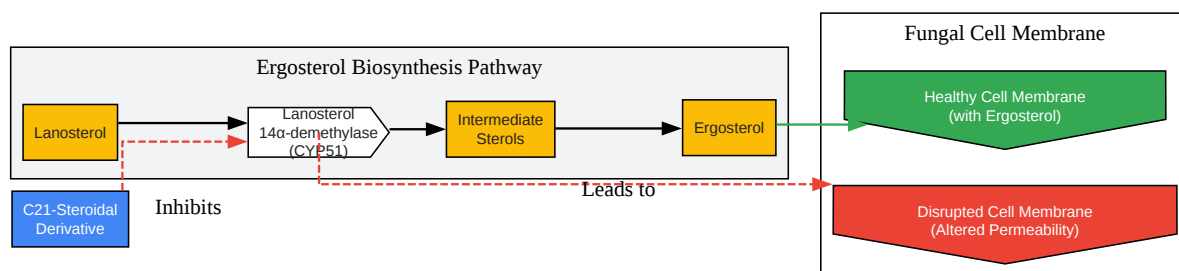 Fungal Cell Membrane
Ergosterol Biosynthesis Pathway
Lanosterol
Lanosterol
14α-demethylase
(CYP51)
Intermediate
Sterols
Ergosterol
Healthy Cell Membrane
(with Ergosterol)
C21-Steroidal
Derivative
Inhibits
Leads to
Disrupted Cell Membrane
(Altered Permeability)